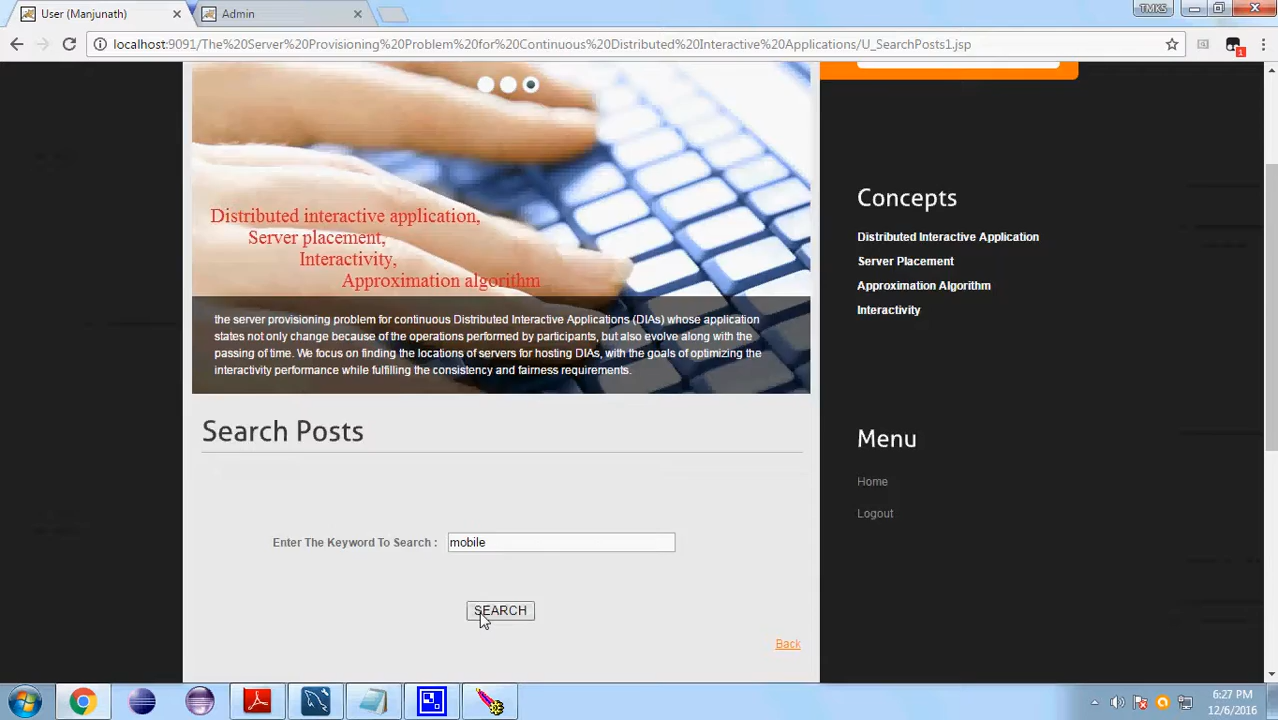 User (Manjunath)
Admin
TMKS
localhost:9091/The%20Server%20Provisioning%20Problem%20for%20Continuous%20Distributed%20Interactive%20Applications/U_SearchPosts1.jsp
1
Distributed interactive application,
Server placement,
Interactivity,
Approximation algorithm
the server provisioning problem for continuous Distributed Interactive Applications (DIAs) whose application
states not only change because of the operations performed by participants, but also evolve along with the
passing of time. We focus on finding the locations of servers for hosting DIAs, with the goals of optimizing the
interactivity performance while fulfilling the consistency and fairness requirements.
Concepts
Distributed Interactive Application
Server Placement
Approximation Algorithm
Interactivity
Search Posts
Menu
Home
Logout
Enter The Keyword To Search :
mobile
SEARCH
Back
6:27 PM
12/6/2016